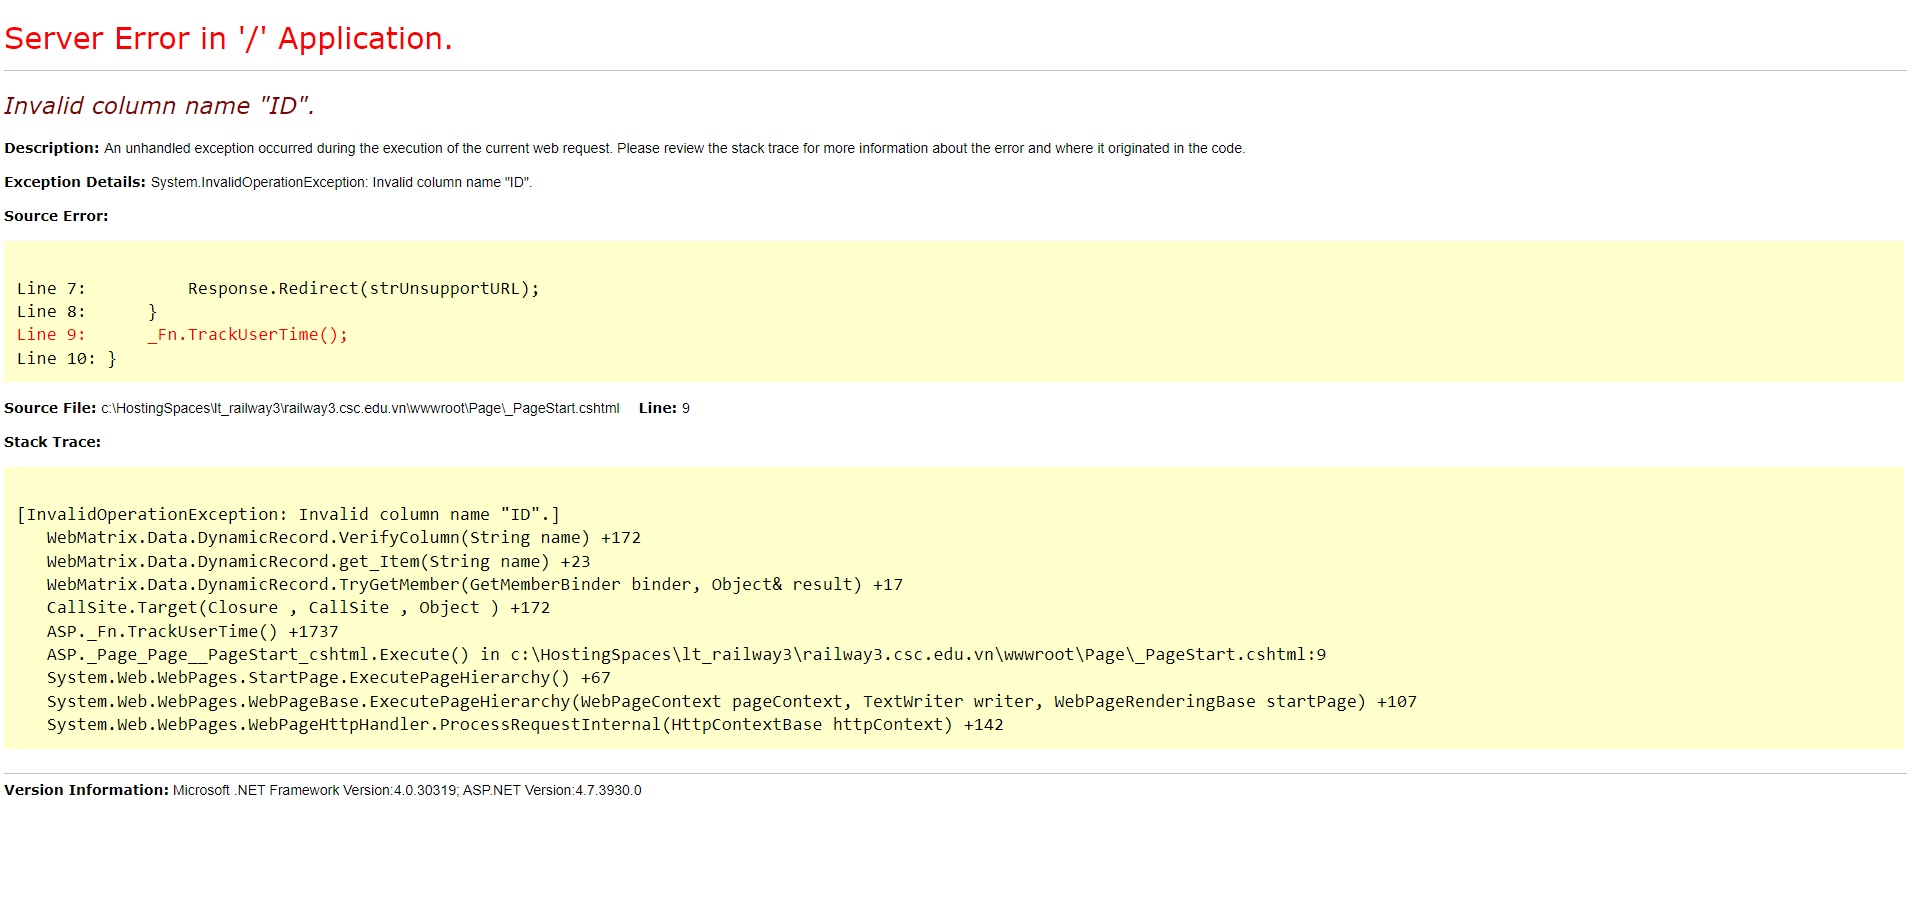 Server Error in '/' Application.
Invalid column name "ID".
Description: An unhandled exception occurred during the execution of the current web request. Please review the stack trace for more information about the error and where it originated in the code.
Exception Details: System.InvalidOperationException: Invalid column name "ID".
Source Error:
Line 7:          Response.Redirect(strUnsupportURL);
Line 8:      }
Line 9:      _Fn.TrackUserTime();
Line 10: }
Source File: c:\HostingSpaces\lt_railway3\railway3.csc.edu.vn\wwwroot\Page\_PageStart.cshtml    Line: 9
Stack Trace:
[InvalidOperationException: Invalid column name "ID".]
   WebMatrix.Data.DynamicRecord.VerifyColumn(String name) +172
   WebMatrix.Data.DynamicRecord.get_Item(String name) +23
   WebMatrix.Data.DynamicRecord.TryGetMember(GetMemberBinder binder, Object& result) +17
   CallSite.Target(Closure , CallSite , Object ) +172
   ASP._Fn.TrackUserTime() +1737
   ASP._Page_Page__PageStart_cshtml.Execute() in c:\HostingSpaces\lt_railway3\railway3.csc.edu.vn\wwwroot\Page\_PageStart.cshtml:9
   System.Web.WebPages.StartPage.ExecutePageHierarchy() +67
   System.Web.WebPages.WebPageBase.ExecutePageHierarchy(WebPageContext pageContext, TextWriter writer, WebPageRenderingBase startPage) +107
   System.Web.WebPages.WebPageHttpHandler.ProcessRequestInternal(HttpContextBase httpContext) +142
Version Information: Microsoft .NET Framework Version:4.0.30319; ASP.NET Version:4.7.3930.0